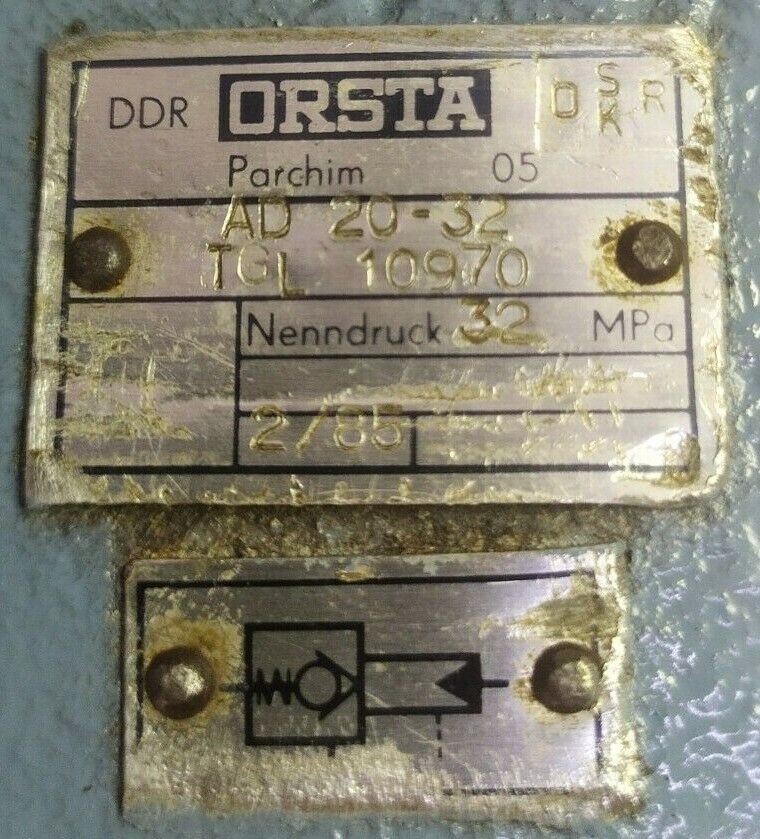 DDR ORSTA O S K R
Parchim 05
AD 20-32
TGL 10970
Nenndruck 32 MPa
2/85